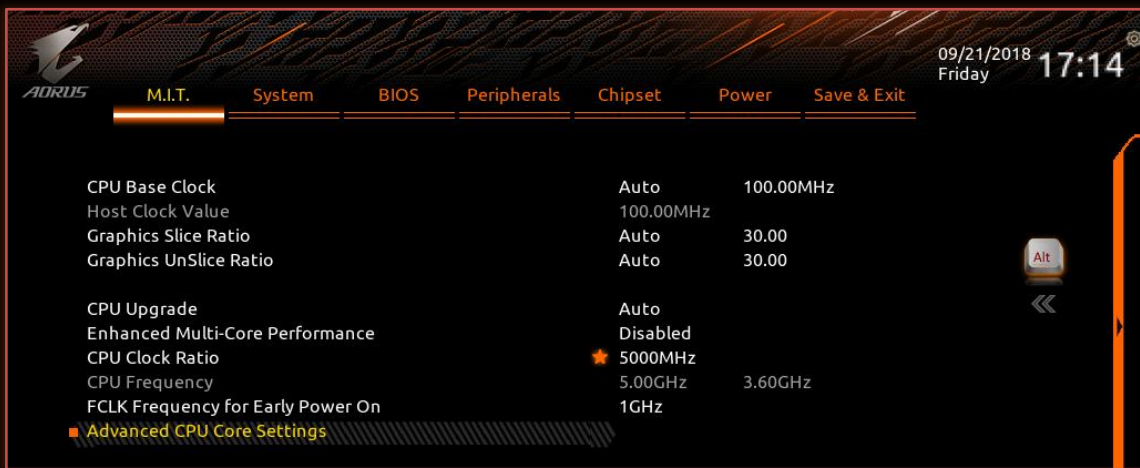 09/21/2018 17:14
Friday
AORUS
M.I.T. System BIOS Peripherals Chipset Power Save & Exit
CPU Base Clock Auto 100.00MHz
Host Clock Value 100.00MHz
Graphics Slice Ratio Auto 30.00
Graphics UnSlice Ratio Auto 30.00
Alt
CPU Upgrade Auto
Enhanced Multi-Core Performance Disabled
CPU Clock Ratio 5000MHz
CPU Frequency 5.00GHz 3.60GHz
FCLK Frequency for Early Power On 1GHz
Advanced CPU Core Settings